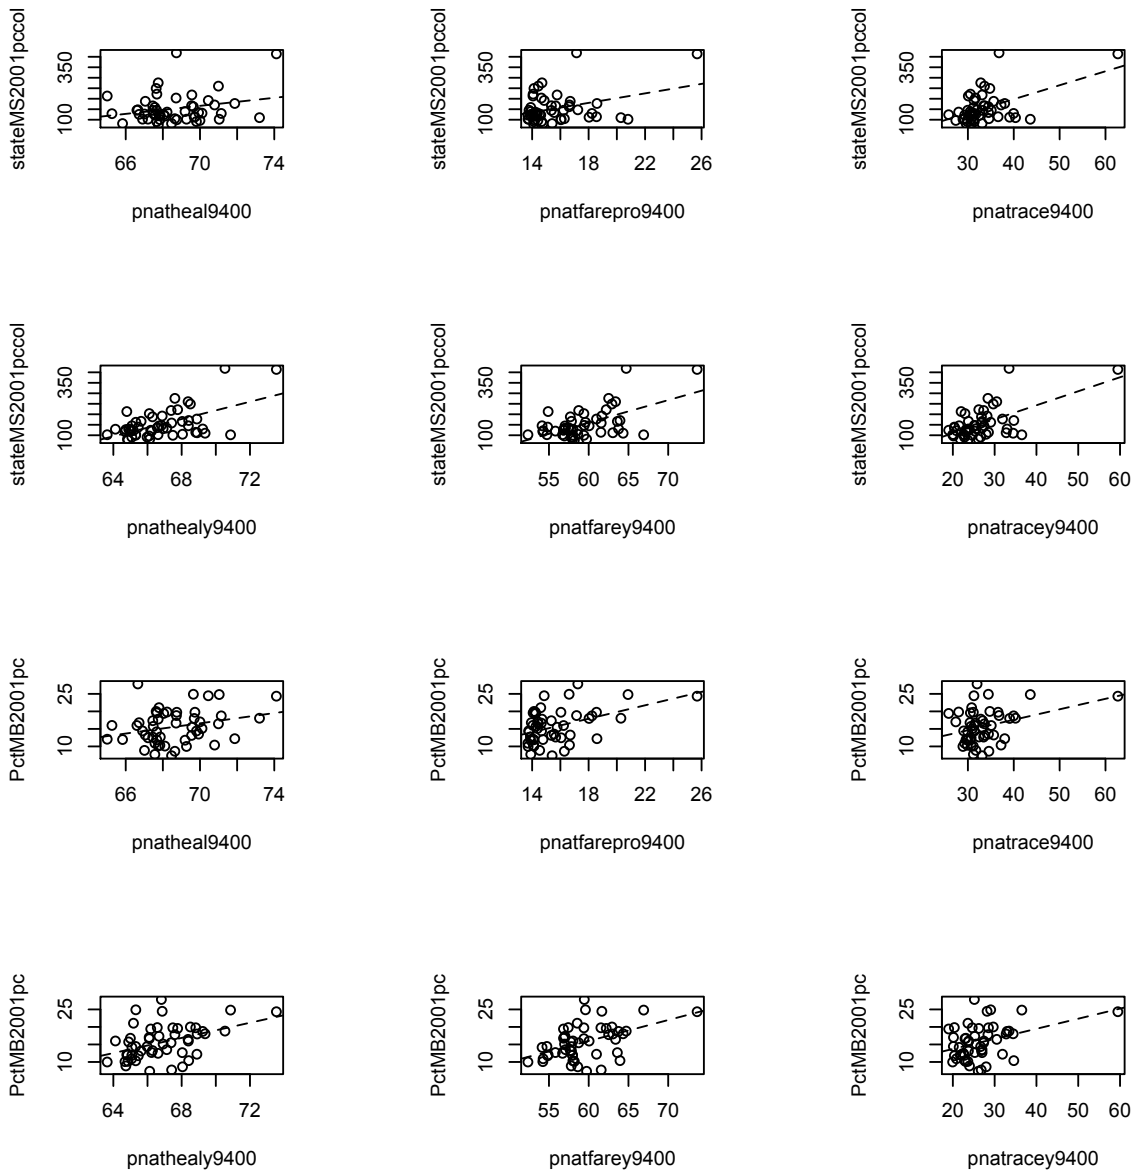 stateMS2001pccol
100 350
66 70 74
pnatheal9400
stateMS2001pccol
100 350
14 18 22 26
pnatfarepro9400
stateMS2001pccol
100 350
30 40 50 60
pnatrace9400
stateMS2001pccol
100 350
64 68 72
pnathealy9400
stateMS2001pccol
100 350
55 60 65 70
pnatfarey9400
stateMS2001pccol
100 350
20 30 40 50 60
pnatracey9400
PctMB2001pc
10 25
66 70 74
pnatheal9400
PctMB2001pc
10 25
14 18 22 26
pnatfarepro9400
PctMB2001pc
10 25
30 40 50 60
pnatrace9400
PctMB2001pc
10 25
64 68 72
pnathealy9400
PctMB2001pc
10 25
55 60 65 70
pnatfarey9400
PctMB2001pc
10 25
20 30 40 50 60
pnatracey9400